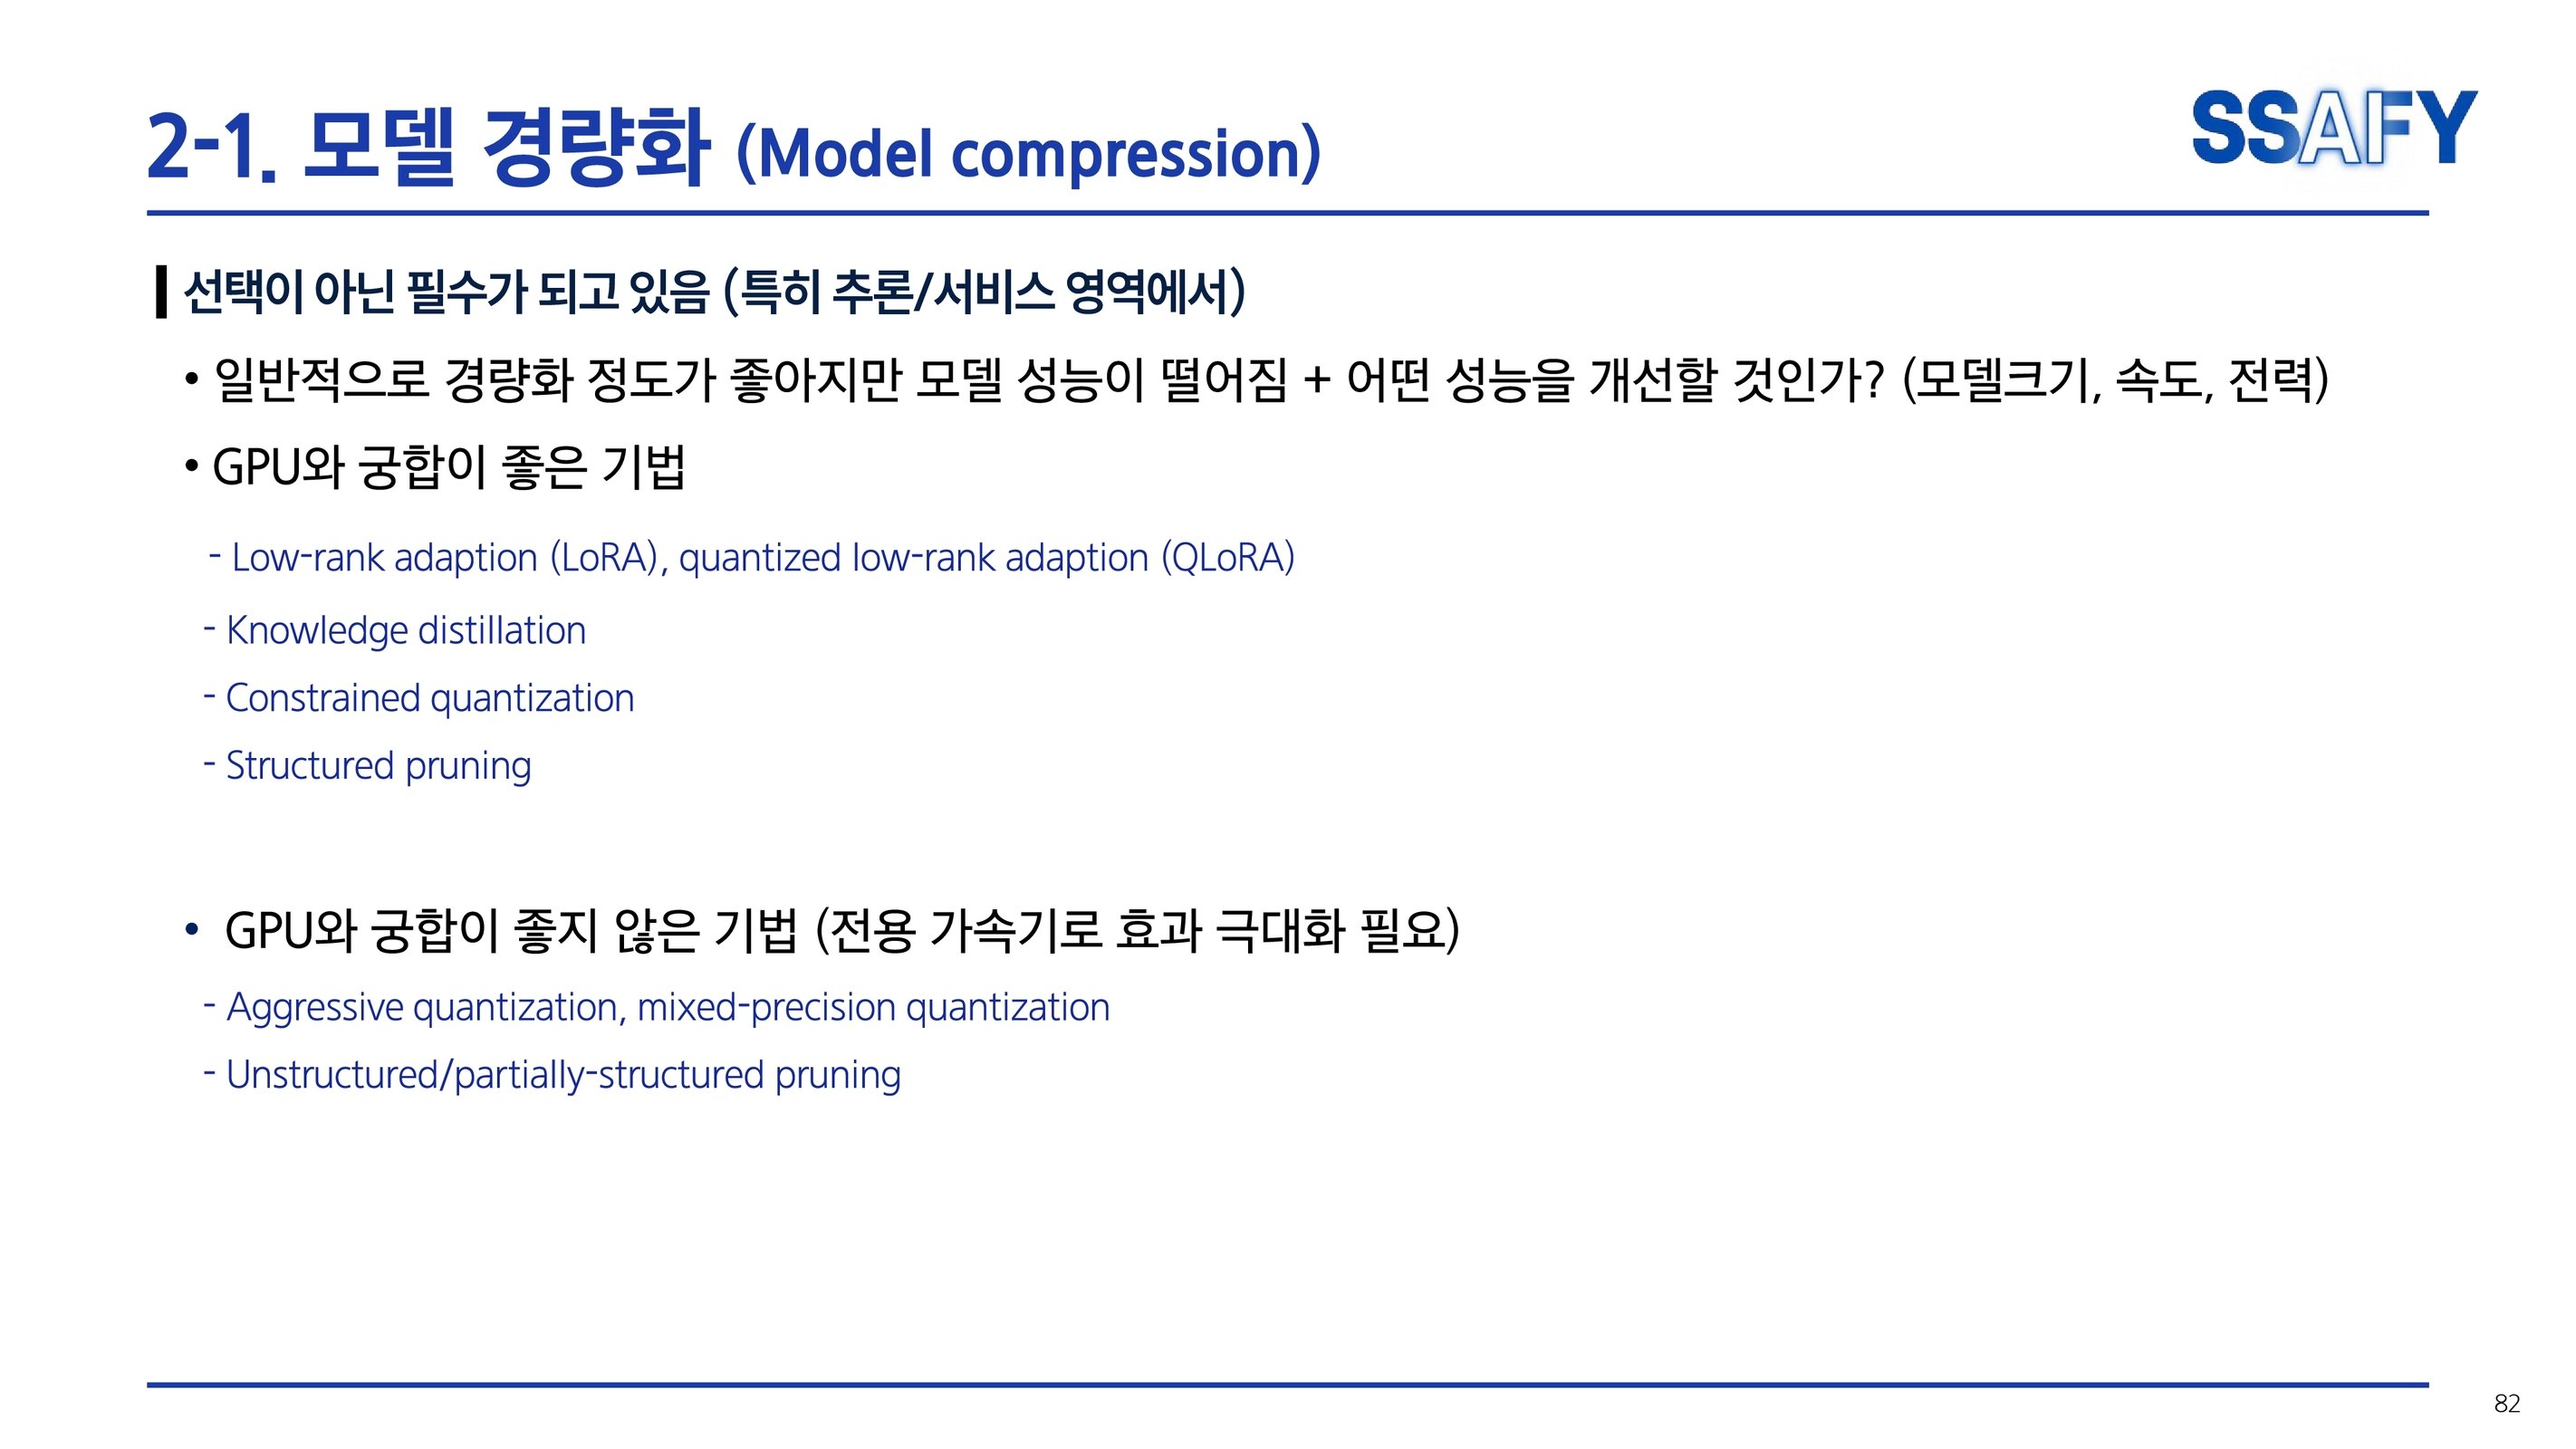 2-1. 모델 경량화 (Model compression)
SSAFY
선택이 아닌 필수가 되고 있음 (특히 추론/서비스 영역에서)
• 일반적으로 경량화 정도가 좋아지만 모델 성능이 떨어짐 + 어떤 성능을 개선할 것인가? (모델크기, 속도, 전력)
• GPU와 궁합이 좋은 기법
- Low-rank adaption (LoRA), quantized low-rank adaption (QLoRA)
- Knowledge distillation
- Constrained quantization
- Structured pruning
• GPU와 궁합이 좋지 않은 기법 (전용 가속기로 효과 극대화 필요)
- Aggressive quantization, mixed-precision quantization
- Unstructured/partially-structured pruning
82